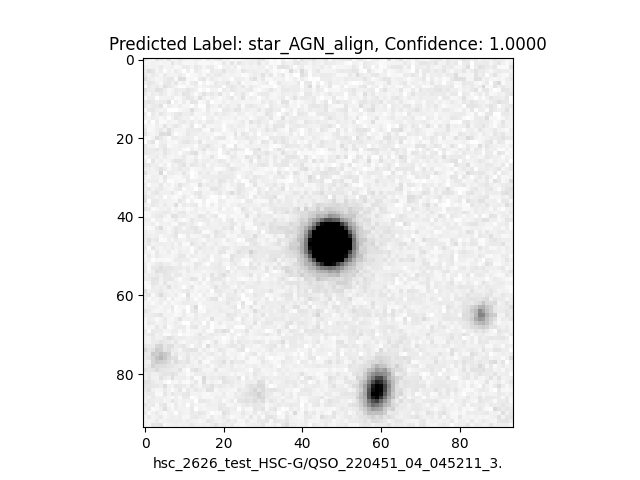 Predicted Label: star_AGN_align, Confidence: 1.0000
0
20
40
60
80
0 20 40 60 80
hsc_2626_test_HSC-G/QSO_220451_04_045211_3.